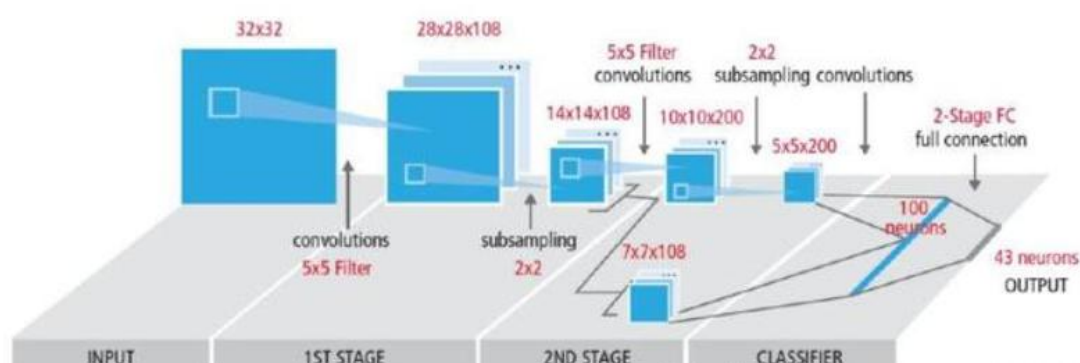 32x32
28x28x108
5x5 Filter
convolutions
2x2
subsampling convolutions
14x14x108
10x10x200
5x5x200
2-Stage FC
full connection
convolutions
5x5 Filter
subsampling
2x2
7x7x108
100
neurons
43 neurons
OUTPUT
INPUT
1ST STAGE
2ND STAGE
CLASSIFIER